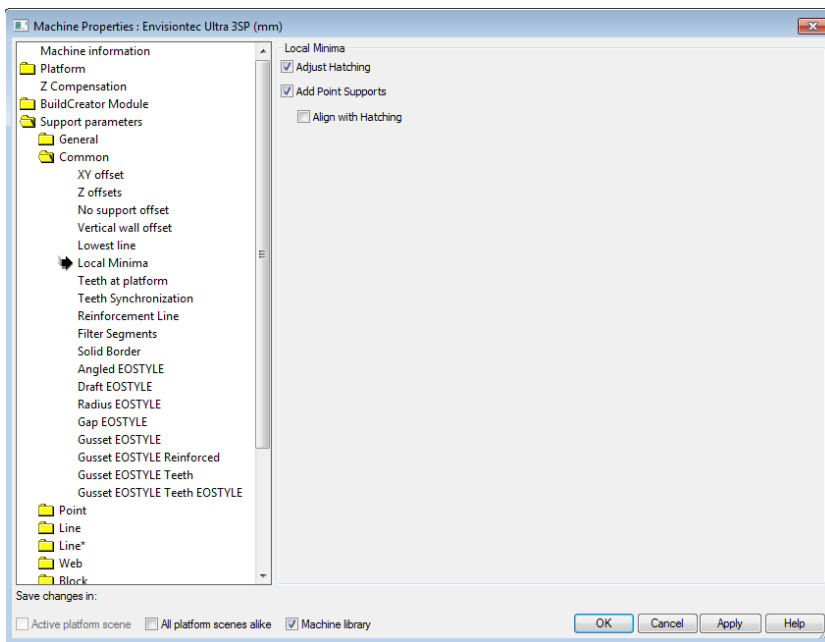 Machine Properties : Envisiontec Ultra 3SP (mm)
Machine information
Platform
Z Compensation
BuildCreator Module
Support parameters
General
Common
XY offset
Z offsets
No support offset
Vertical wall offset
Lowest line
Local Minima
Teeth at platform
Teeth Synchronization
Reinforcement Line
Filter Segments
Solid Border
Angled EOSTYLE
Draft EOSTYLE
Radius EOSTYLE
Gap EOSTYLE
Gusset EOSTYLE
Gusset EOSTYLE Reinforced
Gusset EOSTYLE Teeth
Gusset EOSTYLE Teeth EOSTYLE
Point
Line
Line*
Web
Block
Local Minima
Adjust Hatching
Add Point Supports
Align with Hatching
Save changes in:
Active platform scene All platform scenes alike Machine library OK Cancel Apply Help